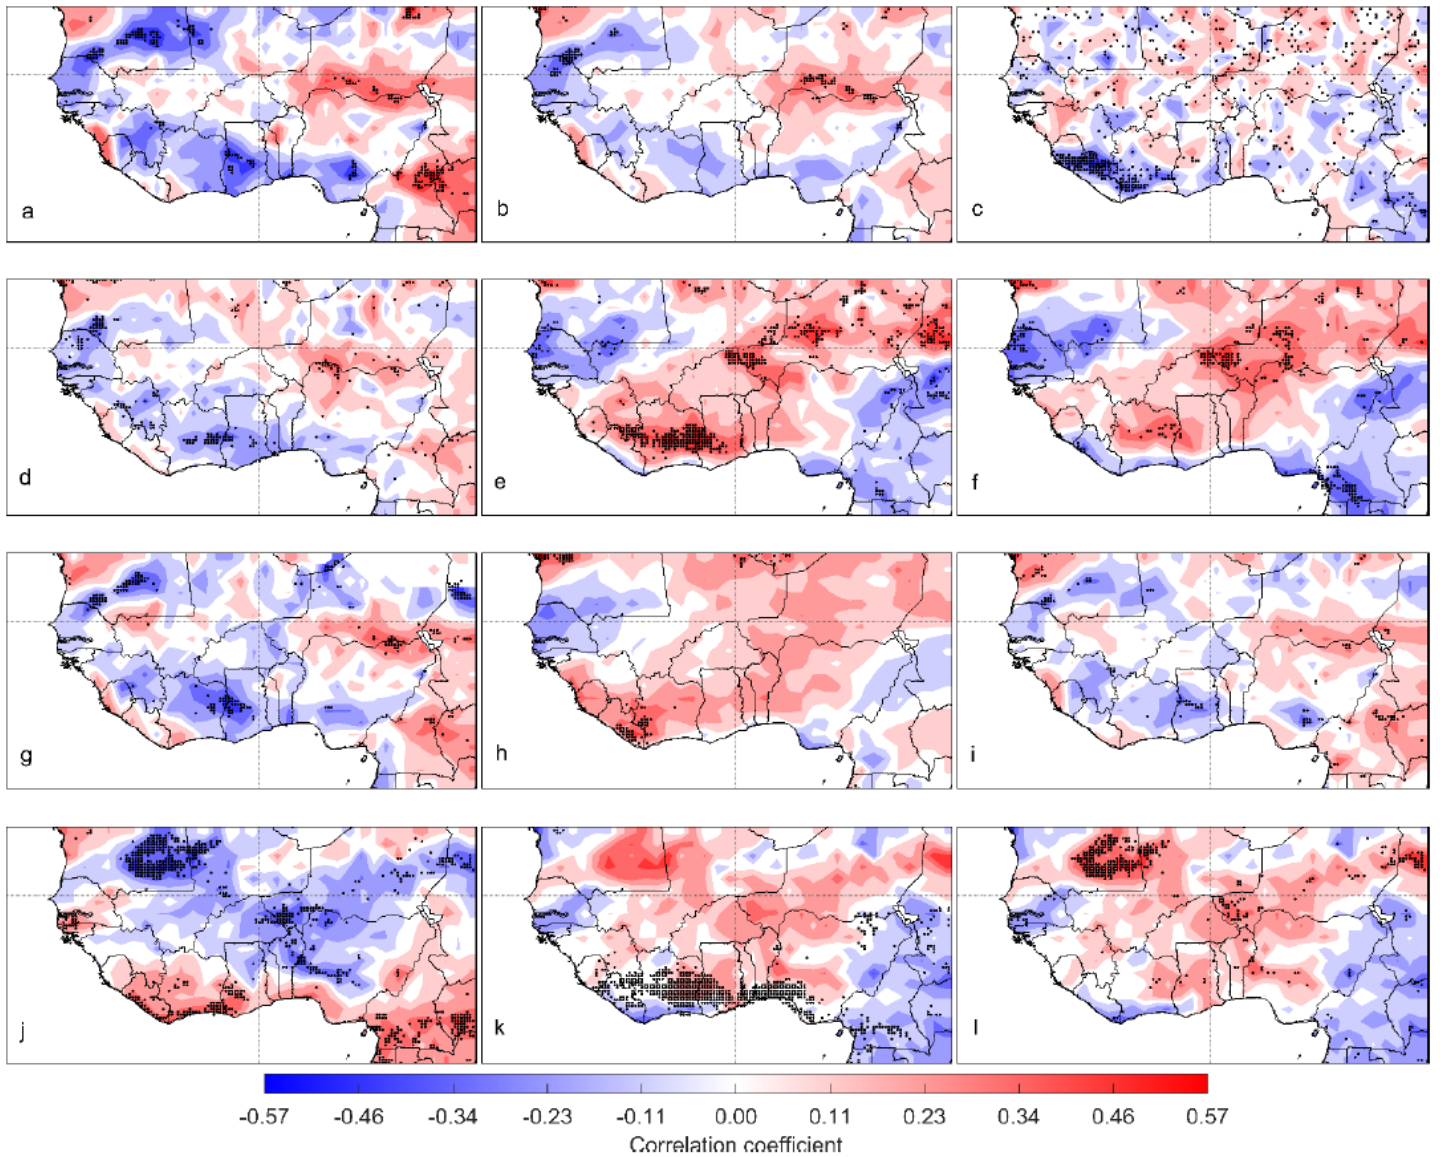 a
b
c
d
e
f
g
h
i
j
k
l
-0.57 -0.46 -0.34 -0.23 -0.11 0.00 0.11 0.23 0.34 0.46 0.57
Correlation coefficient